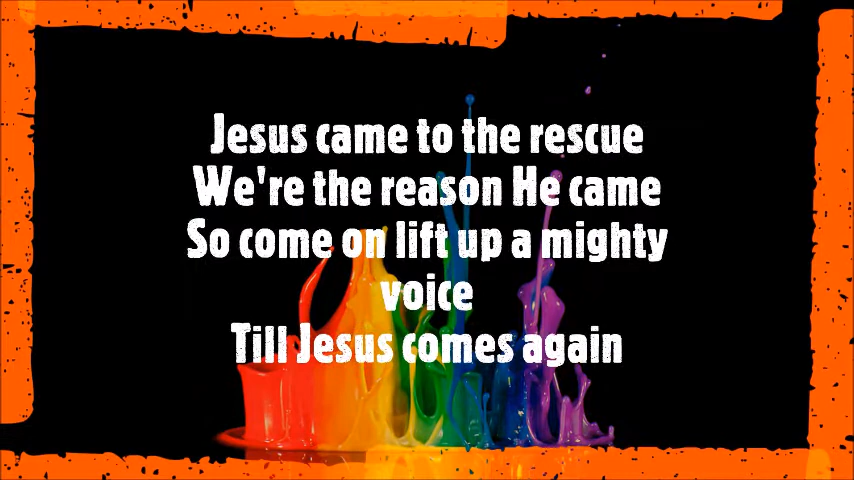 Jesus came to the rescue
We're the reason He came
So come on lift up a mighty
voice
Till Jesus comes again